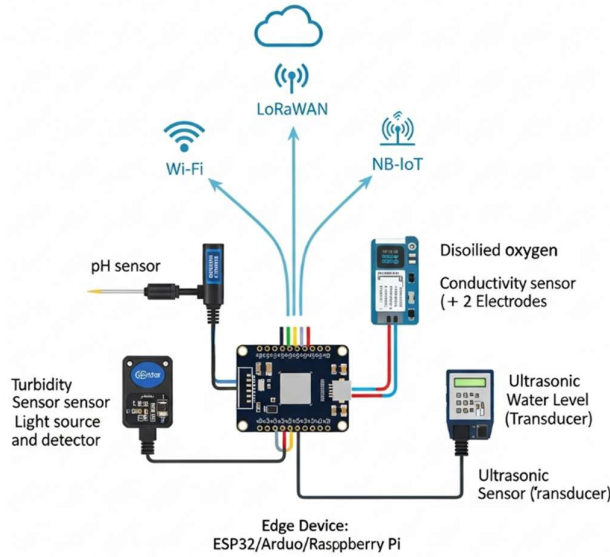 LoRaWAN
Wi-Fi
NB-IoT
pH sensor
Disoilied oxygen
Conductivity sensor
(+ 2 Electrodes
Turbidity
Sensor sensor
Light source
and detector
Ultrasonic
Water Level
(Transducer)
Ultrasonic
Sensor (ransducer)
Edge Device:
ESP32/Arduo/Rasppberry Pi